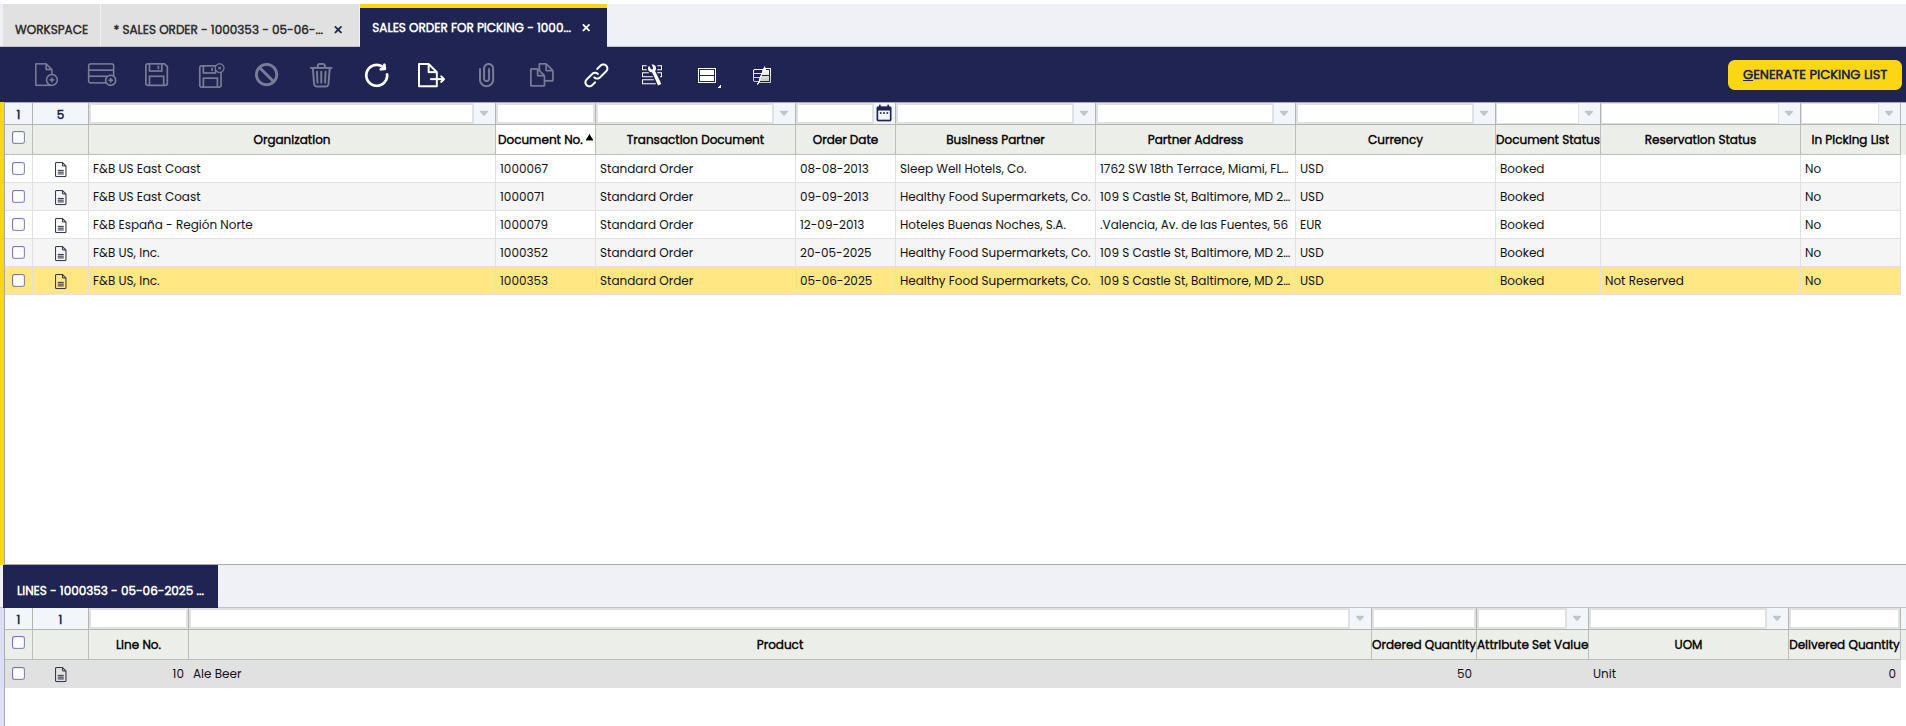 WORKSPACE
* SALES ORDER - 1000353 - 05-06-... ×
SALES ORDER FOR PICKING - 1000... ×
GENERATE PICKING LIST
1 5
Organization Document No. Transaction Document Order Date Business Partner Partner Address Currency Document Status Reservation Status In Picking List
F&B US East Coast 1000067 Standard Order 08-08-2013 Sleep Well Hotels, Co. 1762 SW 18th Terrace, Miami, FL... USD Booked No
F&B US East Coast 1000071 Standard Order 09-09-2013 Healthy Food Supermarkets, Co. 109 S Castle St, Baltimore, MD 2... USD Booked No
F&B España - Región Norte 1000079 Standard Order 12-09-2013 Hoteles Buenas Noches, S.A. .Valencia, Av. de las Fuentes, 56 EUR Booked No
F&B US, Inc. 1000352 Standard Order 20-05-2025 Healthy Food Supermarkets, Co. 109 S Castle St, Baltimore, MD 2... USD Booked No
F&B US, Inc. 1000353 Standard Order 05-06-2025 Healthy Food Supermarkets, Co. 109 S Castle St, Baltimore, MD 2... USD Booked Not Reserved No
LINES - 1000353 - 05-06-2025 ...
1 1
Line No. Product Ordered Quantity Attribute Set Value UOM Delivered Quantity
10 Ale Beer 50 Unit 0